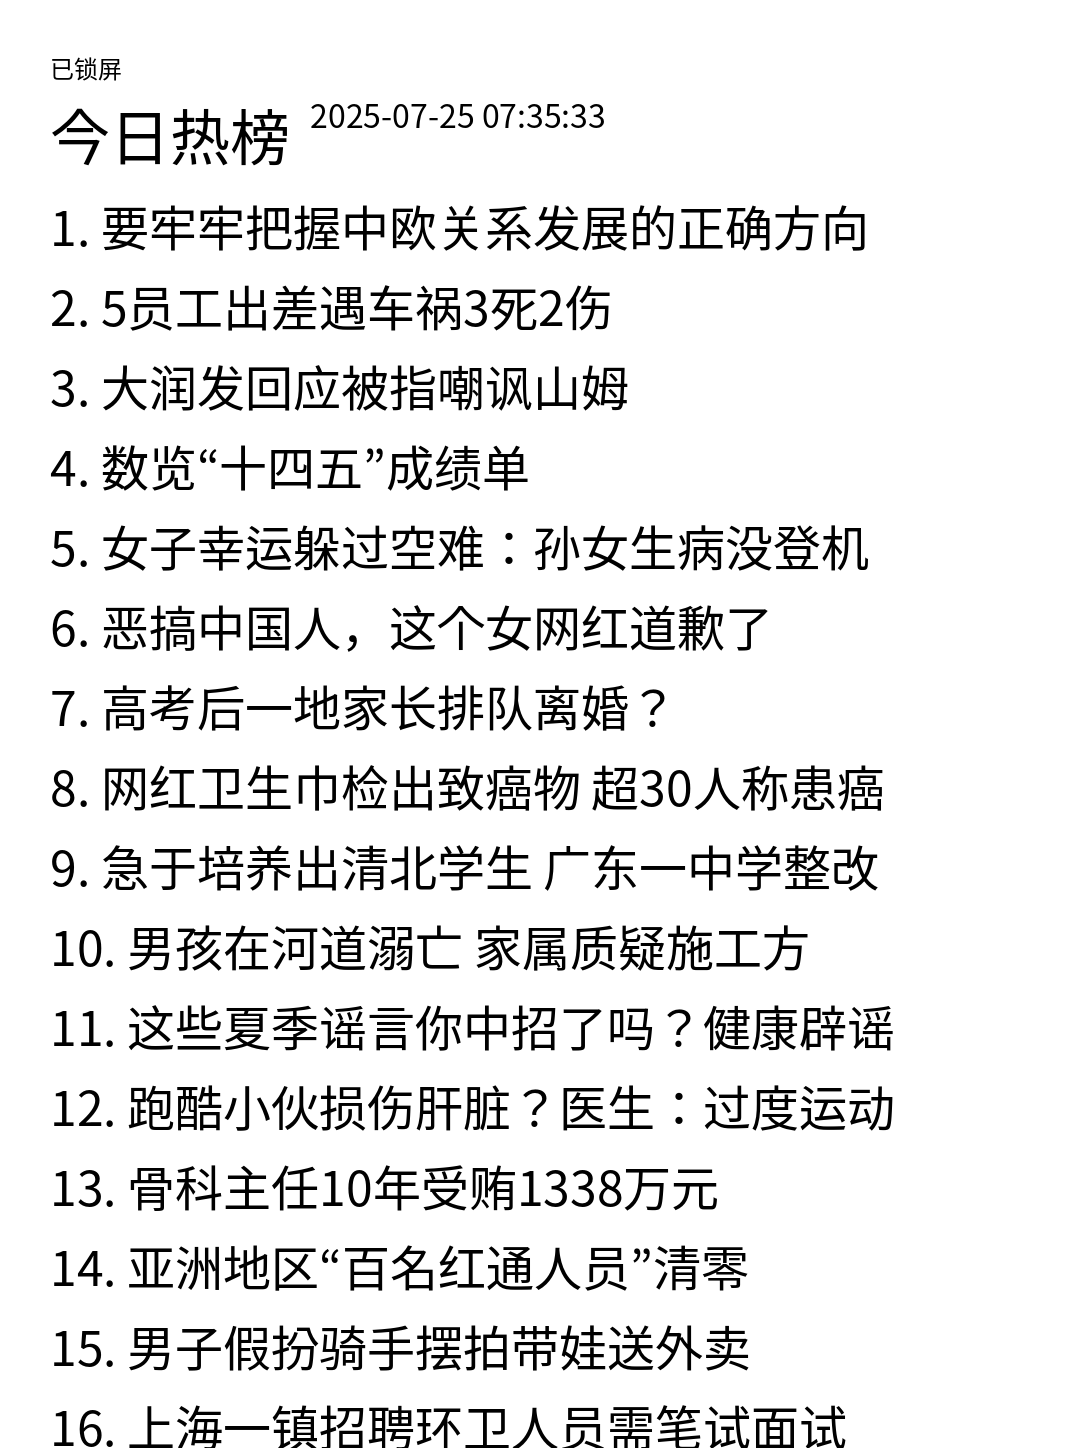 已锁屏
今日热榜 2025-07-25 07:35:33
1. 要牢牢把握中欧关系发展的正确方向
2. 5员工出差遇车祸3死2伤
3. 大润发回应被指嘲讽山姆
4. 数览“十四五”成绩单
5. 女子幸运躲过空难：孙女生病没登机
6. 恶搞中国人，这个女网红道歉了
7. 高考后一地家长排队离婚？
8. 网红卫生巾检出致癌物 超30人称患癌
9. 急于培养出清北学生 广东一中学整改
10. 男孩在河道溺亡 家属质疑施工方
11. 这些夏季谣言你中招了吗？健康辟谣
12. 跑酷小伙损伤肝脏？医生：过度运动
13. 骨科主任10年受贿1338万元
14. 亚洲地区“百名红通人员”清零
15. 男子假扮骑手摆拍带娃送外卖
16. 上海一镇招聘环卫人员需笔试面试